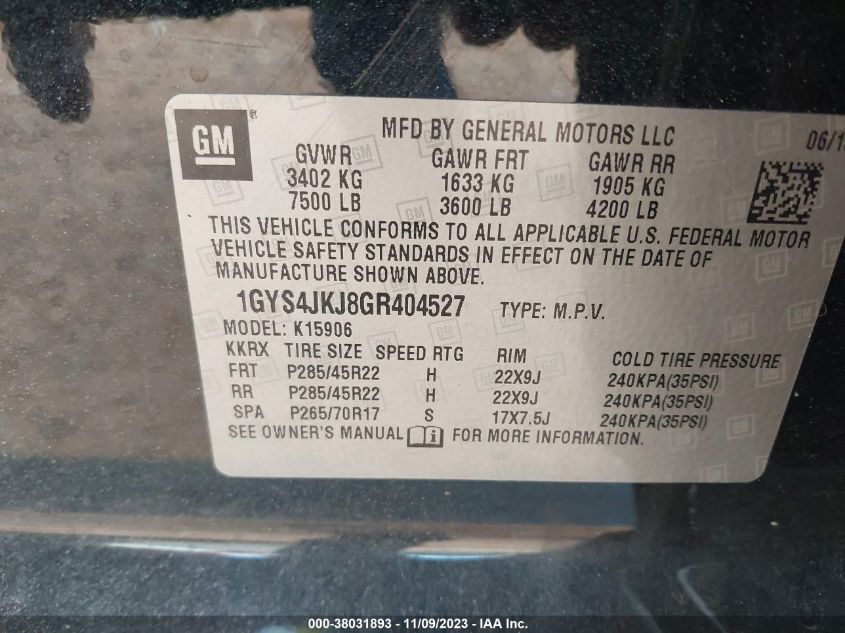 GM ®
MFD BY GENERAL MOTORS LLC
GVWR GAWR FRT GAWR RR
3402 KG 1633 KG 1905 KG
7500 LB 3600 LB 4200 LB
THIS VEHICLE CONFORMS TO ALL APPLICABLE U.S. FEDERAL MOTOR
VEHICLE SAFETY STANDARDS IN EFFECT ON THE DATE OF
MANUFACTURE SHOWN ABOVE.
1GYS4JKJ8GR404527 TYPE: M.P.V.
MODEL: K15906
KKRX TIRE SIZE SPEED RTG RIM COLD TIRE PRESSURE
FRT P285/45R22 H 22X9J 240KPA(35PSI)
RR P285/45R22 H 22X9J 240KPA(35PSI)
SPA P265/70R17 S 17X7.5J 240KPA(35PSI)
SEE OWNER'S MANUAL i FOR MORE INFORMATION.
000-38031893 — 11/09/2023 — IAA Inc.